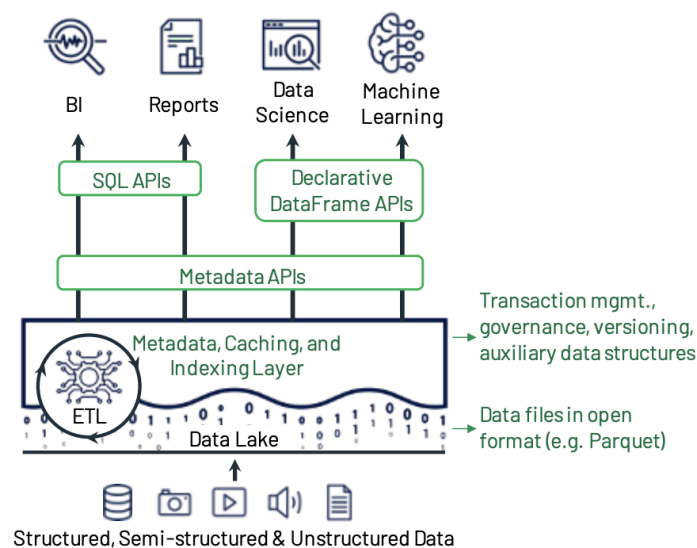 BI
Reports
Data
Science
Machine
Learning
SQL APIs
Declarative
DataFrame APIs
Metadata APIs
Metadata, Caching, and
Indexing Layer
Transaction mgmt.,
governance, versioning,
auxiliary data structures
ETL
Data Lake
Data files in open
format (e.g. Parquet)
Structured, Semi-structured & Unstructured Data